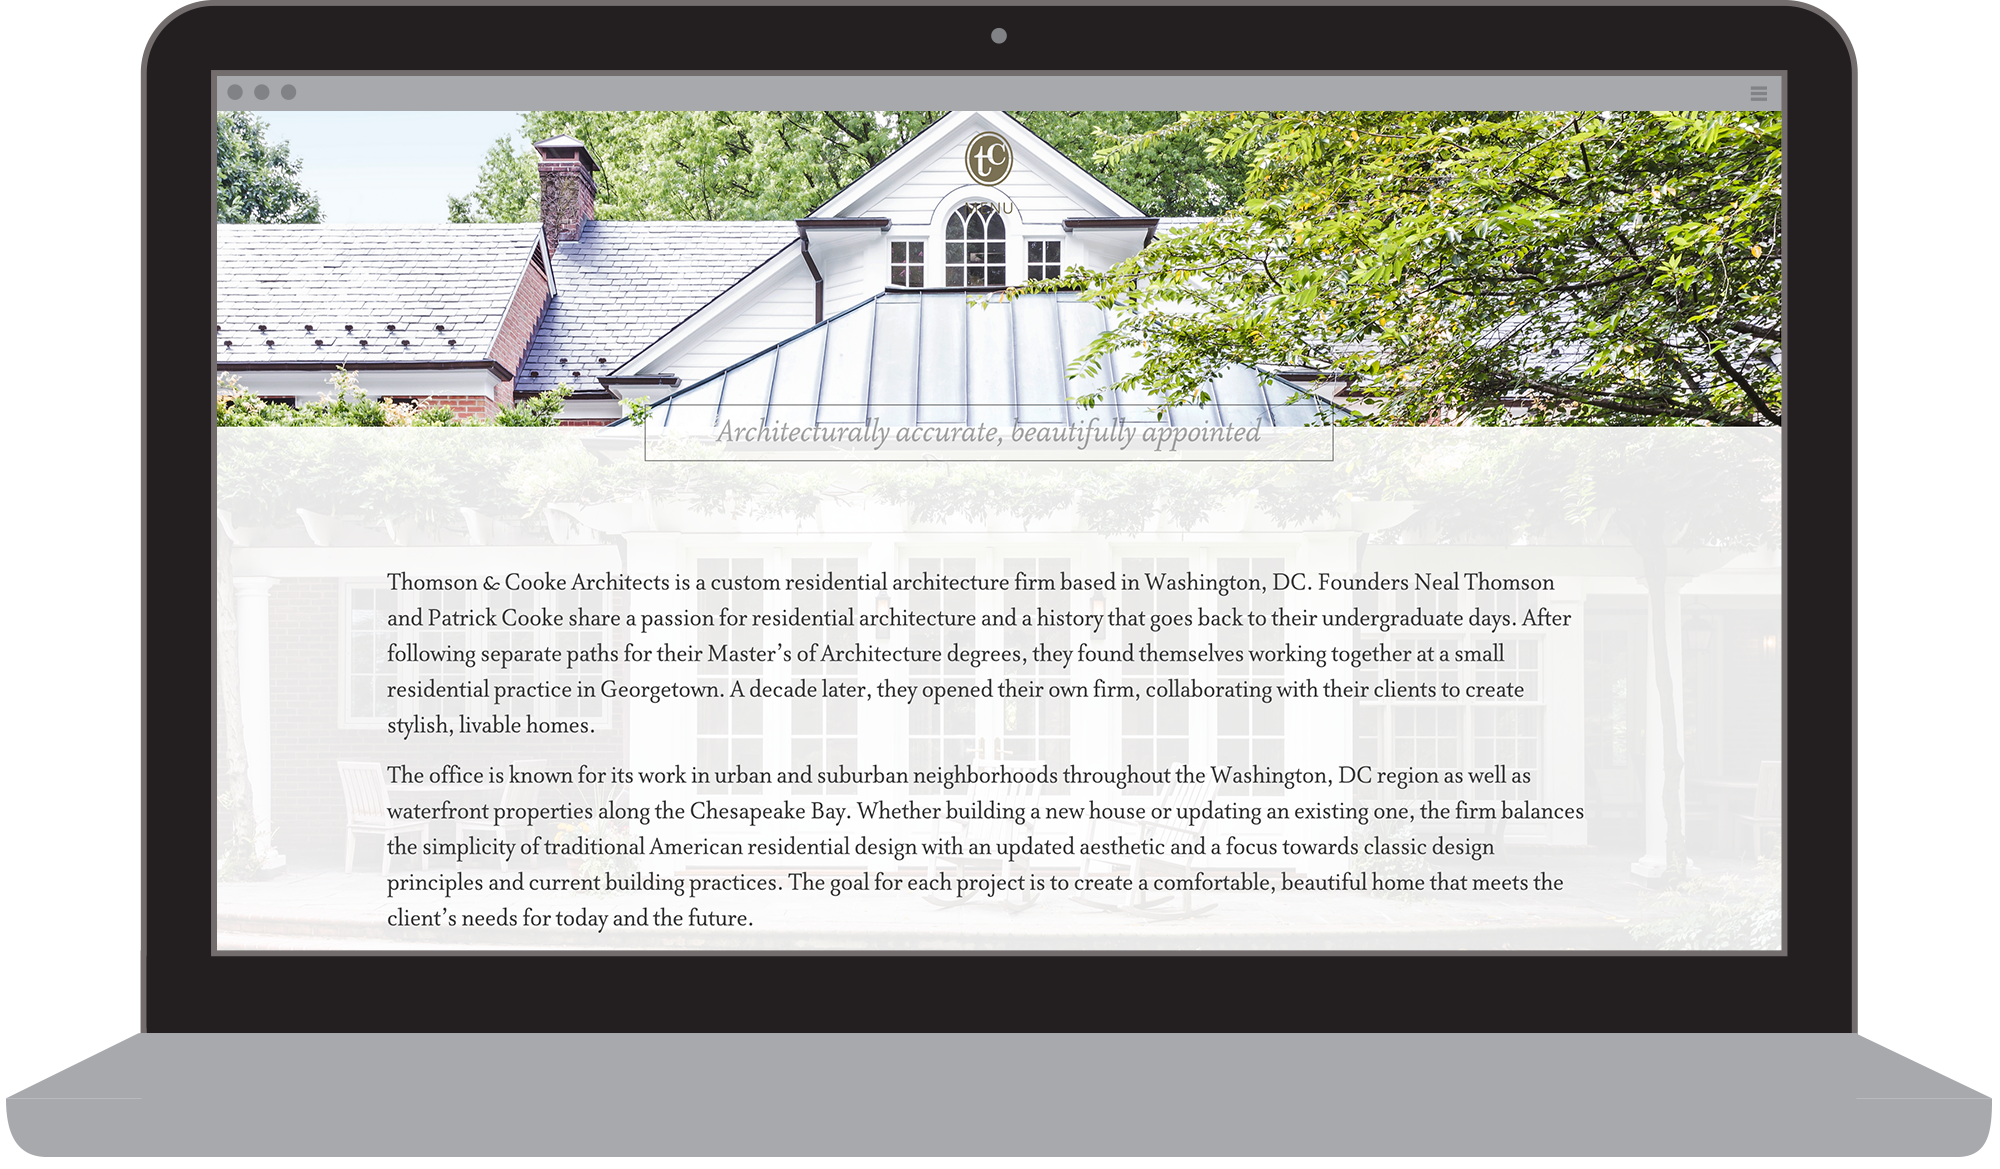 tc
MENU
Architecturally accurate, beautifully appointed
Thomson & Cooke Architects is a custom residential architecture firm based in Washington, DC. Founders Neal Thomson
and Patrick Cooke share a passion for residential architecture and a history that goes back to their undergraduate days. After
following separate paths for their Master’s of Architecture degrees, they found themselves working together at a small
residential practice in Georgetown. A decade later, they opened their own firm, collaborating with their clients to create
stylish, livable homes.
The office is known for its work in urban and suburban neighborhoods throughout the Washington, DC region as well as
waterfront properties along the Chesapeake Bay. Whether building a new house or updating an existing one, the firm balances
the simplicity of traditional American residential design with an updated aesthetic and a focus towards classic design
principles and current building practices. The goal for each project is to create a comfortable, beautiful home that meets the
client’s needs for today and the future.